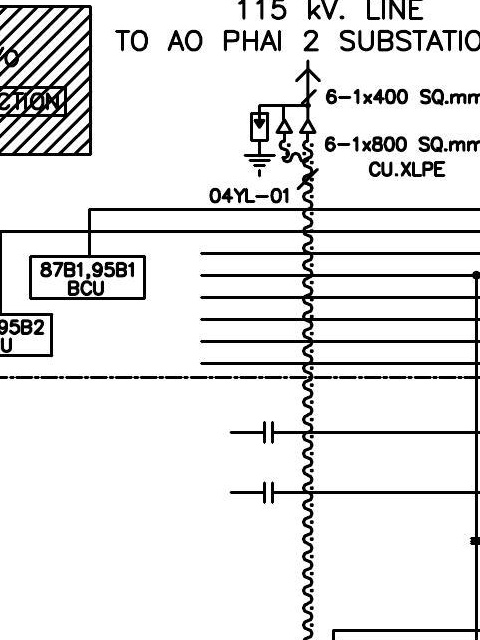 115 kV. LINE
TO AO PHAI 2 SUBSTATIO
/O
CTION
6-1x400 SQ.mm
6-1x800 SQ.mm
CU.XLPE
04YL-01
87B1,95B1
BCU
95B2
U